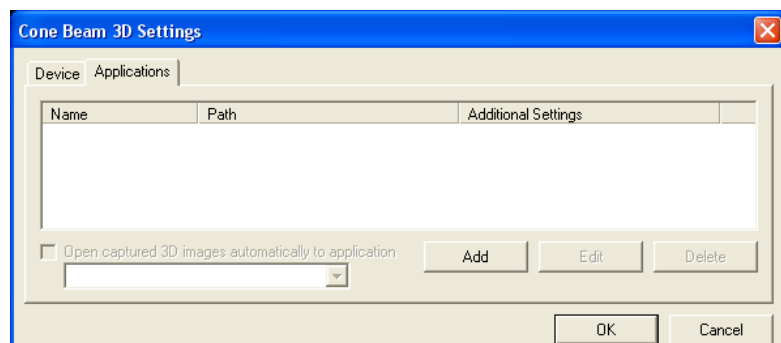 Cone Beam 3D Settings
Device Applications
Name Path Additional Settings
Open captured 3D images automatically to application Add Edit Delete
OK Cancel